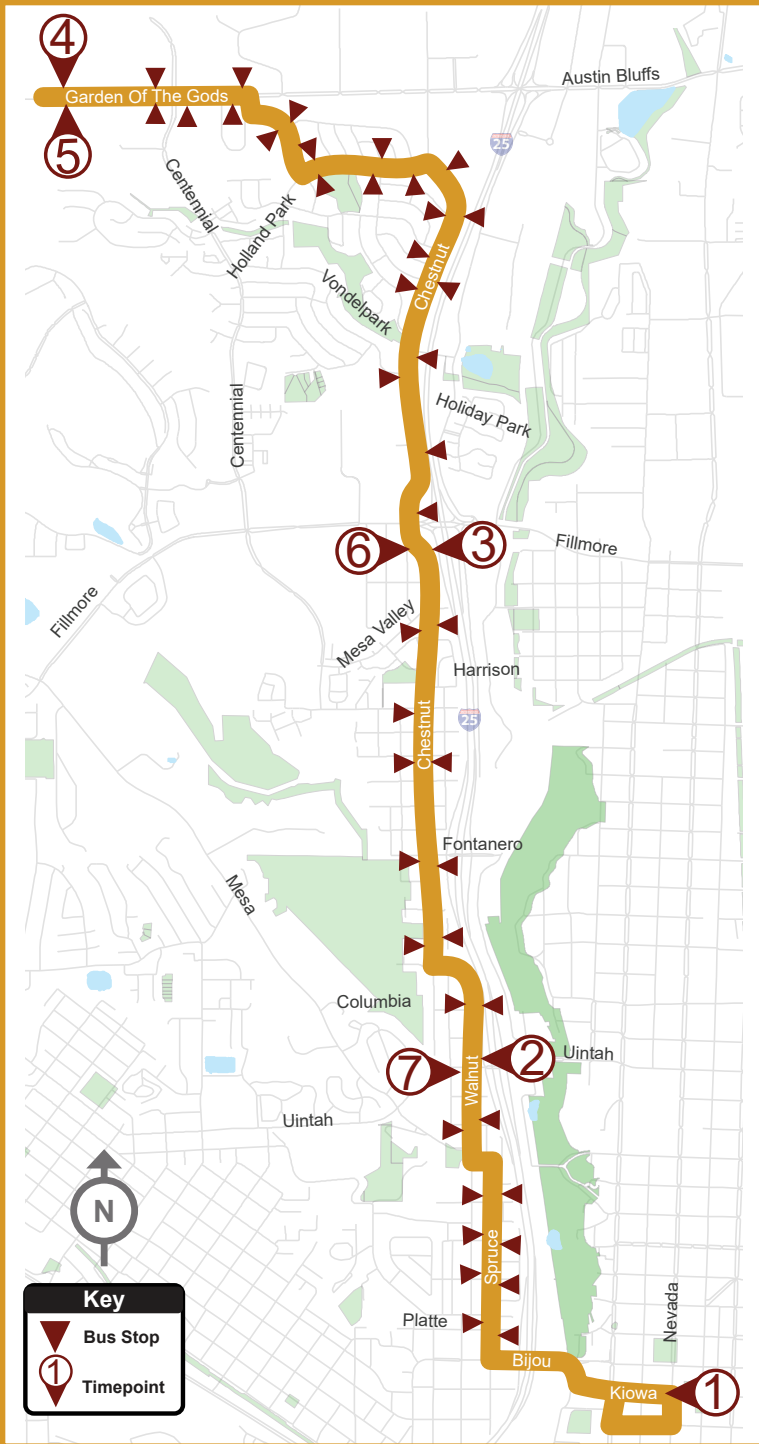 4
Austin Bluffs
Garden Of The Gods
5
25
Centennial
Holland Park
Chestnut
Vondelpark
Centennial
Holiday Park
6
3
Fillmore
Fillmore
Mesa Valley
Harrison
25
Chestnut
Fontanero
Mesa
Columbia
7
2
Uintah
Walnut
Uintah
N
Spruce
Key
Bus Stop
1
Timepoint
Platte
Nevada
Bijou
Kiowa
1